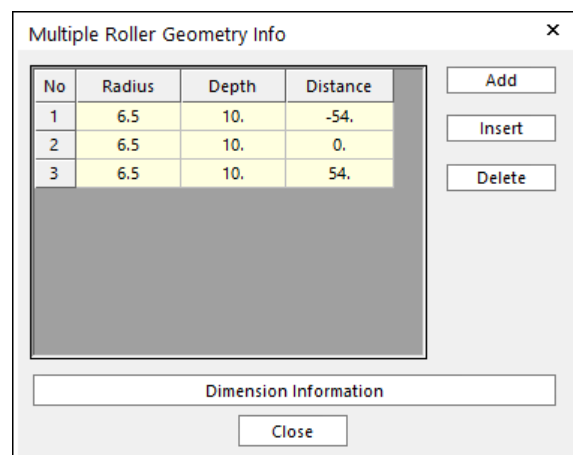 Multiple Roller Geometry Info ×
No Radius Depth Distance
1 6.5 10. -54.
2 6.5 10. 0.
3 6.5 10. 54.
Add
Insert
Delete
Dimension Information
Close